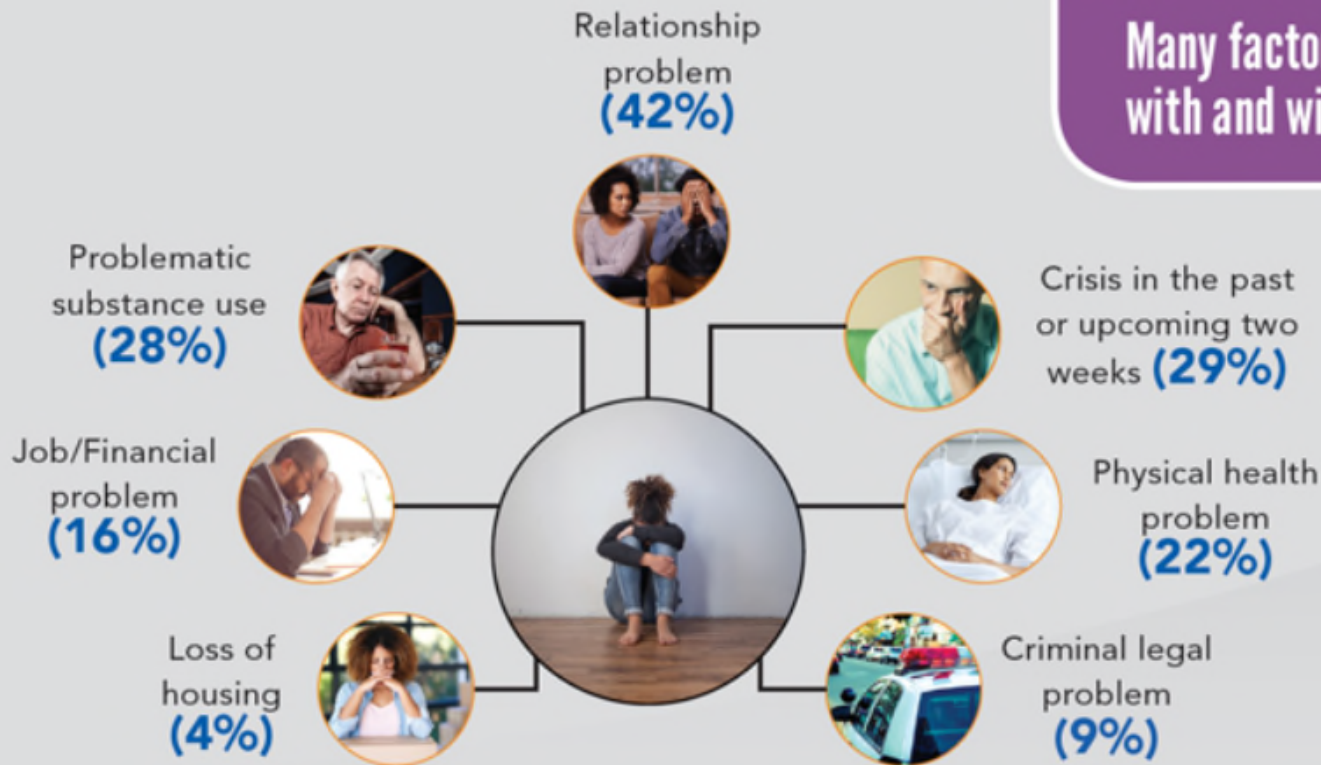 Relationship
problem
(42%)
Many facto
with and wi
Problematic
substance use
(28%)
Crisis in the past
or upcoming two
weeks (29%)
Job/Financial
problem
(16%)
Physical health
problem
(22%)
Loss of
housing
(4%)
Criminal legal
problem
(9%)